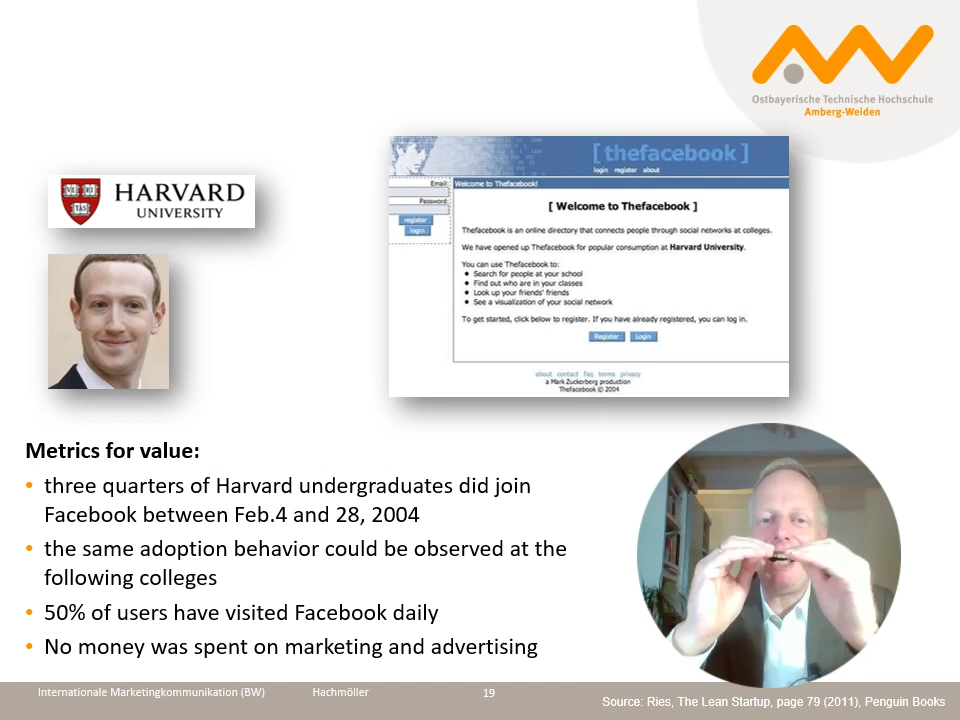 Ostbayerische Technische Hochschule
Amberg-Weiden
HARVARD
UNIVERSITY
[ thefacebook ]
login register about
Email:
Password:
register
login
Welcome to Thefacebook!
[ Welcome to Thefacebook ]
Thefacebook is an online directory that connects people through social networks at colleges.
We have opened up Thefacebook for popular consumption at Harvard University.
You can use Thefacebook to:
• Search for people at your school
• Find out who are in your classes
• Look up your friends' friends
• See a visualization of your social network
To get started, click below to register. If you have already registered, you can log in.
Register Login
about contact faq terms privacy
a Mark Zuckerberg production
Thefacebook © 2004
Metrics for value:
• three quarters of Harvard undergraduates did join
Facebook between Feb.4 and 28, 2004
• the same adoption behavior could be observed at the
following colleges
• 50% of users have visited Facebook daily
• No money was spent on marketing and advertising
Internationale Marketingkommunikation (BW) Hachmöller 19
Source: Ries, The Lean Startup, page 79 (2011), Penguin Books